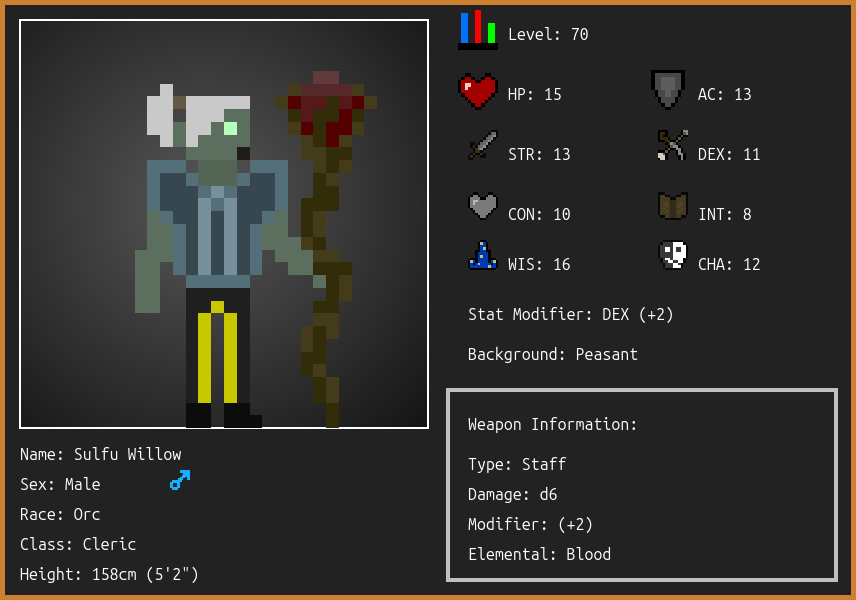 Level: 70
HP: 15
AC: 13
STR: 13
DEX: 11
CON: 10
INT: 8
WIS: 16
CHA: 12
Stat Modifier: DEX (+2)
Background: Peasant
Weapon Information:
Type: Staff
Damage: d6
Modifier: (+2)
Elemental: Blood
Name: Sulfu Willow
Sex: Male
Race: Orc
Class: Cleric
Height: 158cm (5'2")